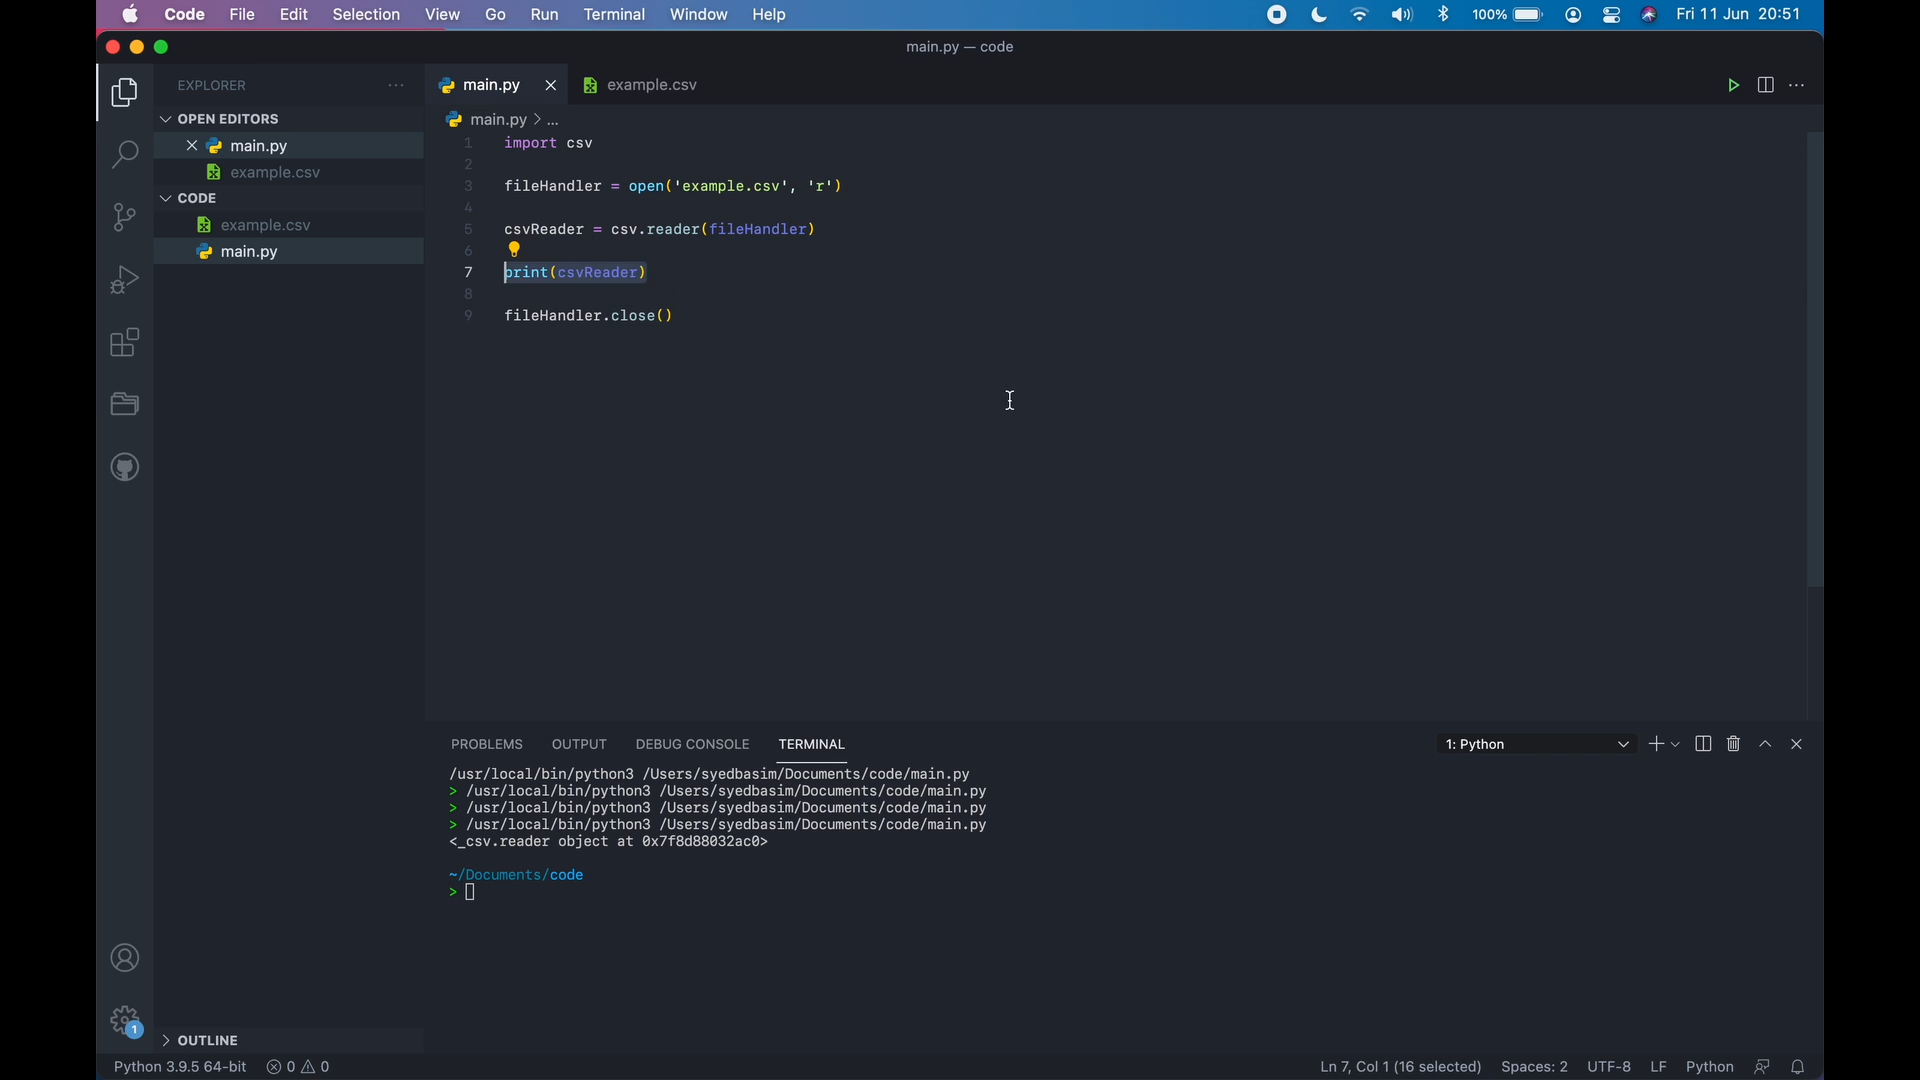 Code File Edit Selection View Go Run Terminal Window Help 100% Fri 11 Jun 20:51
main.py — code
EXPLORER
main.py
example.csv
OPEN EDITORS
main.py > ...
main.py
example.csv
CODE
example.csv
main.py
1 import csv
2
3 fileHandler = open('example.csv', 'r')
4
5 csvReader = csv.reader(fileHandler)
6
7 print(csvReader)
8
9 fileHandler.close()
PROBLEMS OUTPUT DEBUG CONSOLE TERMINAL 1: Python
/usr/local/bin/python3 /Users/syedbasim/Documents/code/main.py
> /usr/local/bin/python3 /Users/syedbasim/Documents/code/main.py
> /usr/local/bin/python3 /Users/syedbasim/Documents/code/main.py
> /usr/local/bin/python3 /Users/syedbasim/Documents/code/main.py
<_csv.reader object at 0x7f8d88032ac0>
~/Documents/code
>
1
OUTLINE
Python 3.9.5 64-bit 0 0 Ln 7, Col 1 (16 selected) Spaces: 2 UTF-8 LF Python